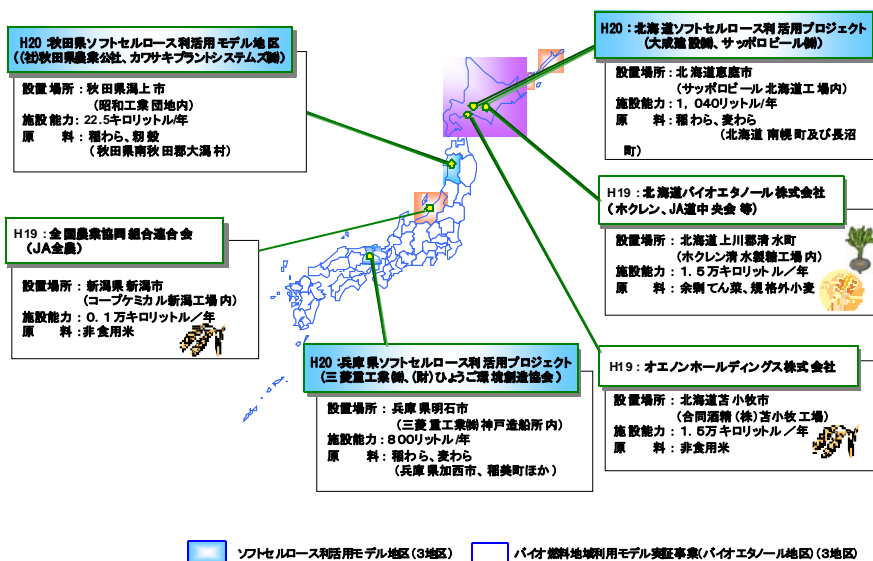 H20：秋田県ソフトセルロース利活用モデル地区
((社)秋田県農業公社、カワサキプラントシステムズ㈱)
設置場所：秋田県潟上市
(昭和工業団地内)
施設能力：22.5キロリットル/年
原　　料：稲わら、籾殻
(秋田県南秋田郡大潟村)
H20：北海道ソフトセルロース利活用プロジェクト
(大成建設㈱、サッポロビール㈱)
設置場所：北海道恵庭市
(サッポロビール北海道工場内)
施設能力：1，040リットル/年
原　　料：稲わら、麦わら
(北海道 南幌町及び長沼
町)
H19：北海道バイオエタノール株式会社
(ホクレン、JA道中央会 等)
設置場所：北海道上川郡清水町
(ホクレン清水製糖工場内)
施設能力：1．5万キロリットル／年
原　　料：余剰てん菜、規格外小麦
H19：全国農業協同組合連合会
(JA全農)
設置場所：新潟県新潟市
(コープケミカル新潟工場内)
施設能力：0．1万キロリットル／年
原　　料：非食用米
H20：兵庫県ソフトセルロース利活用プロジェクト
(三菱重工業㈱、(財)ひょうご環境創造協会)
設置場所：兵庫県明石市
(三菱重工業㈱神戸造船所内)
施設能力：800リットル/年
原　　料：稲わら、麦わら
(兵庫県加西市、稲美町ほか)
H19：オエノンホールディングス株式会社
設置場所：北海道苫小牧市
(合同酒精(株)苫小牧工場)
施設能力：1．5万キロリットル／年
原　　料：非食用米
ソフトセルロース利活用モデル地区(3地区)
バイオ燃料地域利用モデル実証事業(バイオエタノール地区)(3地区)